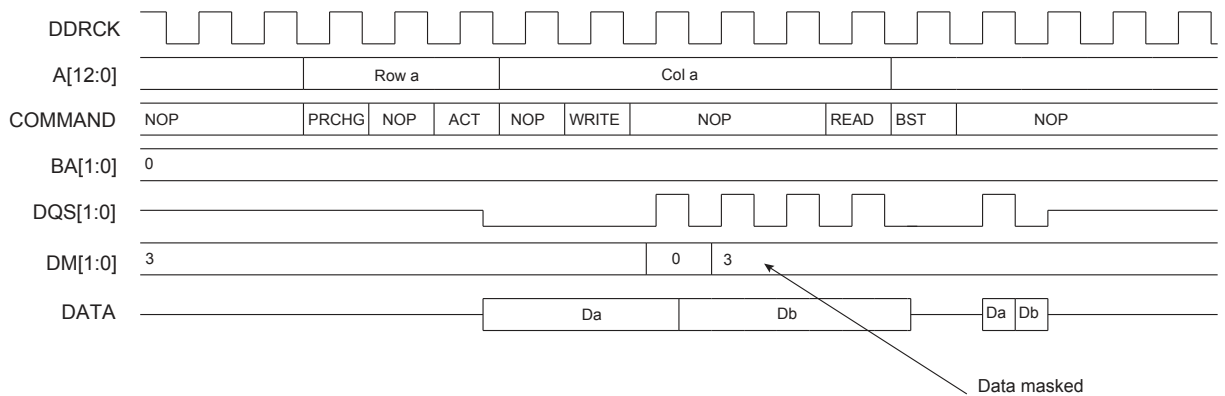 DDRCK
A[12:0] Row a Col a
COMMAND NOP PRCHG NOP ACT NOP WRITE NOP READ BST NOP
BA[1:0] 0
DQS[1:0]
DM[1:0] 3 0 3
DATA Da Db Da Db
Data masked